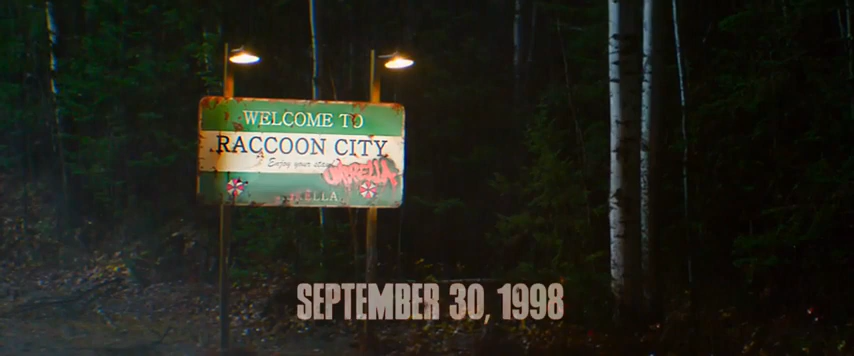 WELCOME TO
RACCOON CITY
Enjoy your stay
UMBRELLA
SEPTEMBER 30, 1998